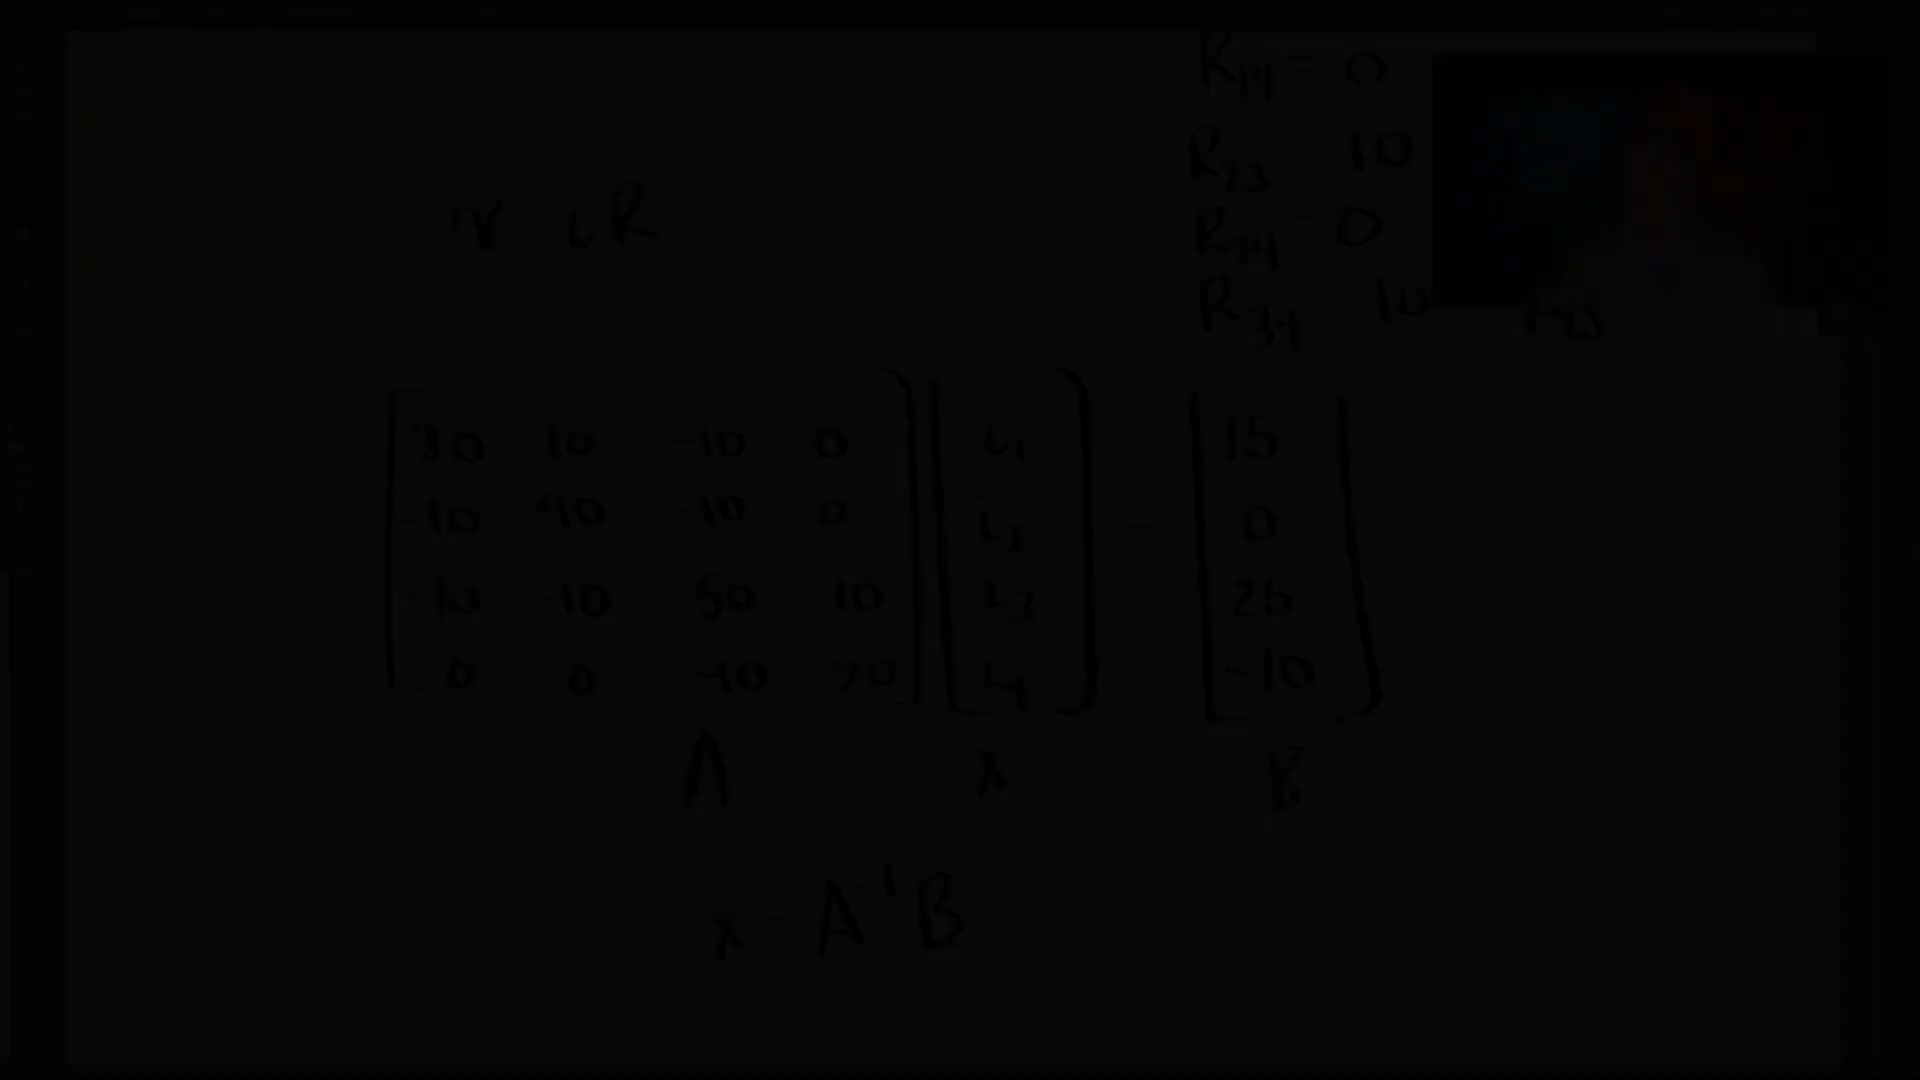 R14 = 0
R23 = -10
v = iR
R24 = 0
R34 = -10
30 -10 -10 0 i1 15
-10 40 -10 0 i2 = 0
-10 -10 50 -10 i3 25
0 0 -10 20 i4 -10
A x B
x = A⁻¹B